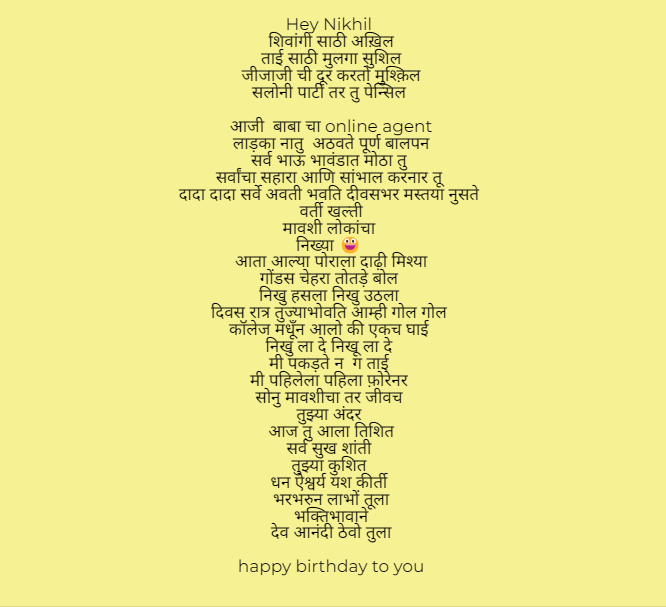 Hey Nikhil
शिवांगी साठी अख़िल
ताई साठी मुलगा सुशिल
जीजाजी ची दूर करतो मुश्क़िल
सलोनी पार्टी तर तु पेन्सिल
आजी बाबा चा online agent
लाड़का नातु अठवते पूर्ण बालपन
सर्व भाऊ भावंडात मोठा तु
सर्वांचा सहारा आणि सांभाल करनार तू
दादा दादा सर्वे अवती भवति दीवसभर मस्तया नुसते
वर्ती खल्ती
मावशी लोकांचा
निख्या 😀
आता आल्या पोराला दाढ़ी मिश्या
गोंडस चेहरा तोतड़े बोल
निखु हसला निखु उठला
दिवस रात्र तुज्याभोवति आम्ही गोल गोल
कॉलेज मधूँन आलो की एकच घाई
निखु ला दे निखू ला दे
मी पकड़ते न ग ताई
मी पहिलेला पहिला फ़ोरेनर
सोनु मावशीचा तर जीवच
तुझ्या अंदर
आज तु आला तिशित
सर्व सुख शांती
तुझ्या कुशित
धन ऐश्वर्य यश कीर्ती
भरभरुन लाभों तूला
भक्तिभावाने
देव आनंदी ठेवो तुला
happy birthday to you